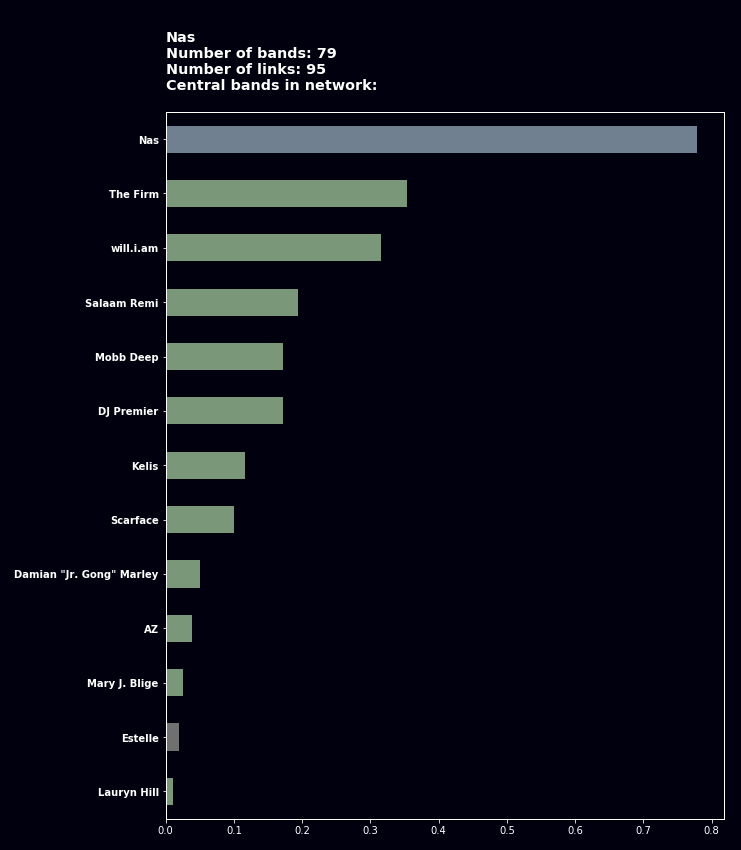 Nas
Number of bands: 79
Number of links: 95
Central bands in network:
Nas
The Firm
will.i.am
Salaam Remi
Mobb Deep
DJ Premier
Kelis
Scarface
Damian "Jr. Gong" Marley
AZ
Mary J. Blige
Estelle
Lauryn Hill
0.0 0.1 0.2 0.3 0.4 0.5 0.6 0.7 0.8